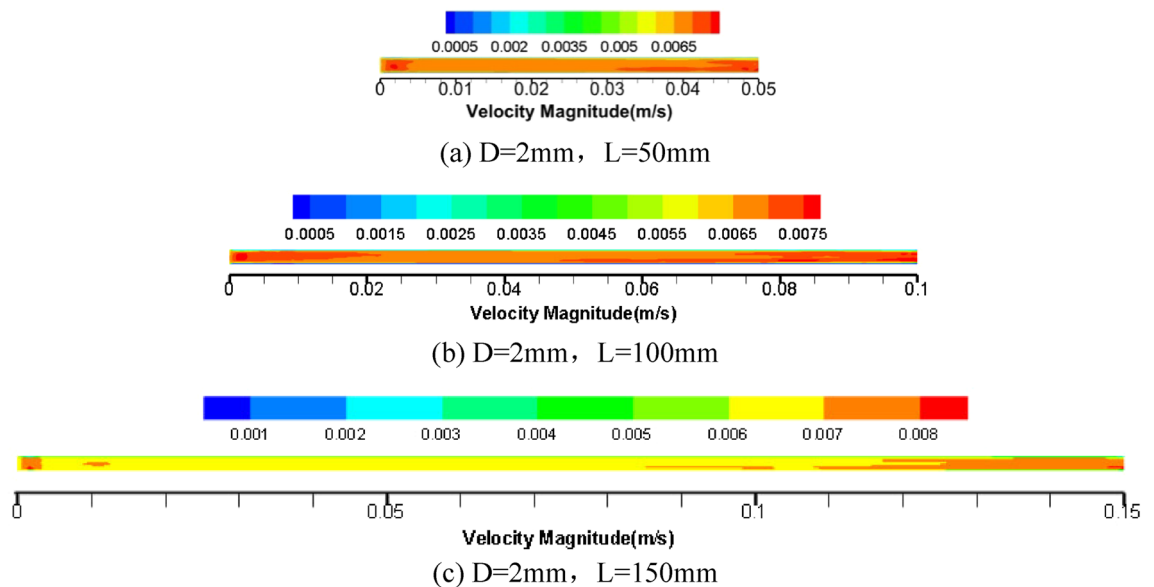 0.0005 0.002 0.0035 0.005 0.0065
0 0.01 0.02 0.03 0.04 0.05
Velocity Magnitude(m/s)
(a) D=2mm，L=50mm
0.0005 0.0015 0.0025 0.0035 0.0045 0.0055 0.0065 0.0075
0 0.02 0.04 0.06 0.08 0.1
Velocity Magnitude(m/s)
(b) D=2mm，L=100mm
0.001 0.002 0.003 0.004 0.005 0.006 0.007 0.008
0 0.05 0.1 0.15
Velocity Magnitude(m/s)
(c) D=2mm，L=150mm